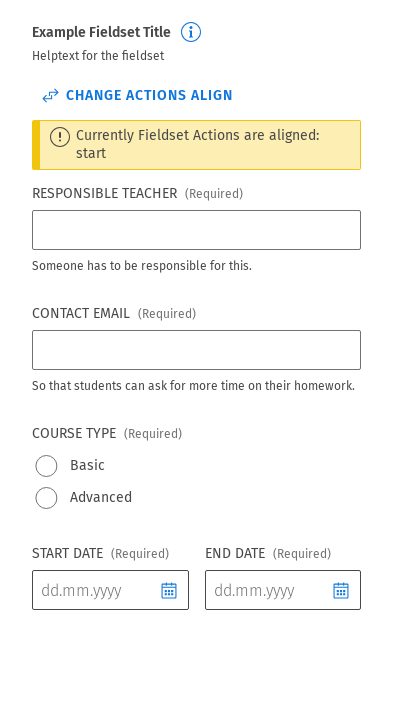 Example Fieldset Title
Helptext for the fieldset
CHANGE ACTIONS ALIGN
Currently Fieldset Actions are aligned:
start
RESPONSIBLE TEACHER (Required)
Someone has to be responsible for this.
CONTACT EMAIL (Required)
So that students can ask for more time on their homework.
COURSE TYPE (Required)
Basic
Advanced
START DATE (Required) END DATE (Required)
dd.mm.yyyy dd.mm.yyyy